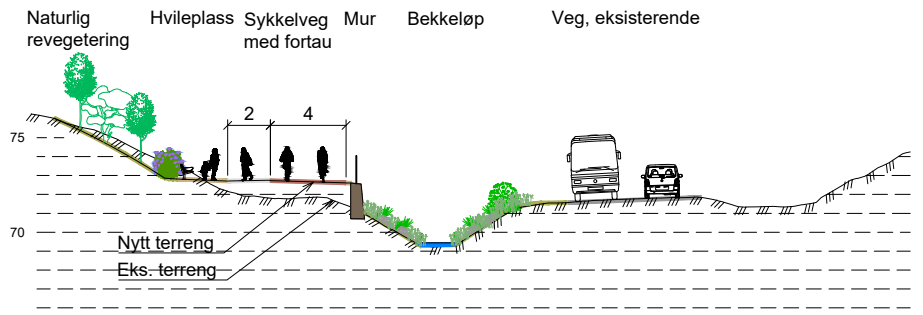 Naturlig
revegetering
Hvileplass
Sykkelveg
med fortau
Mur
Bekkeløp
Veg, eksisterende
2
4
75
70
Nytt terreng
Eks. terreng